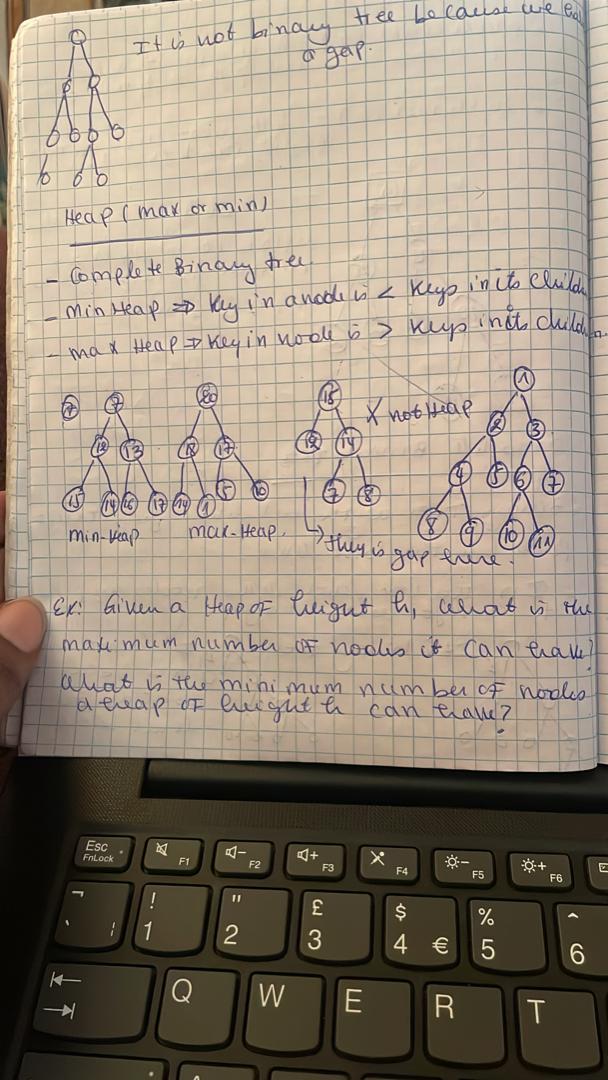 It is not binary tree because we
a gap.
Heap (max or min)
- Complete Binary tree
- Min Heap ⇒ Key in a node is < Keys in its Childr
- max Heap ⇒ Key in node is > Keys in its children.
7 20 15 X not Heap 1
12 13 18 17 12 14 2 3
15 14 16 17 14 1 5 10 7 8 4 5 6 7
8 9 10 11
min-Heap max-Heap. → They is gap there.
Ex: Given a Heap of height h, what is the
maximum number of nodes it can have?
What is the minimum number of nodes
a heap of height h can have?
Esc
FnLock
F1 F2 F3 F4 F5 F6
! " £ $ % ^
1 2 3 4 € 5 6
Q W E R T